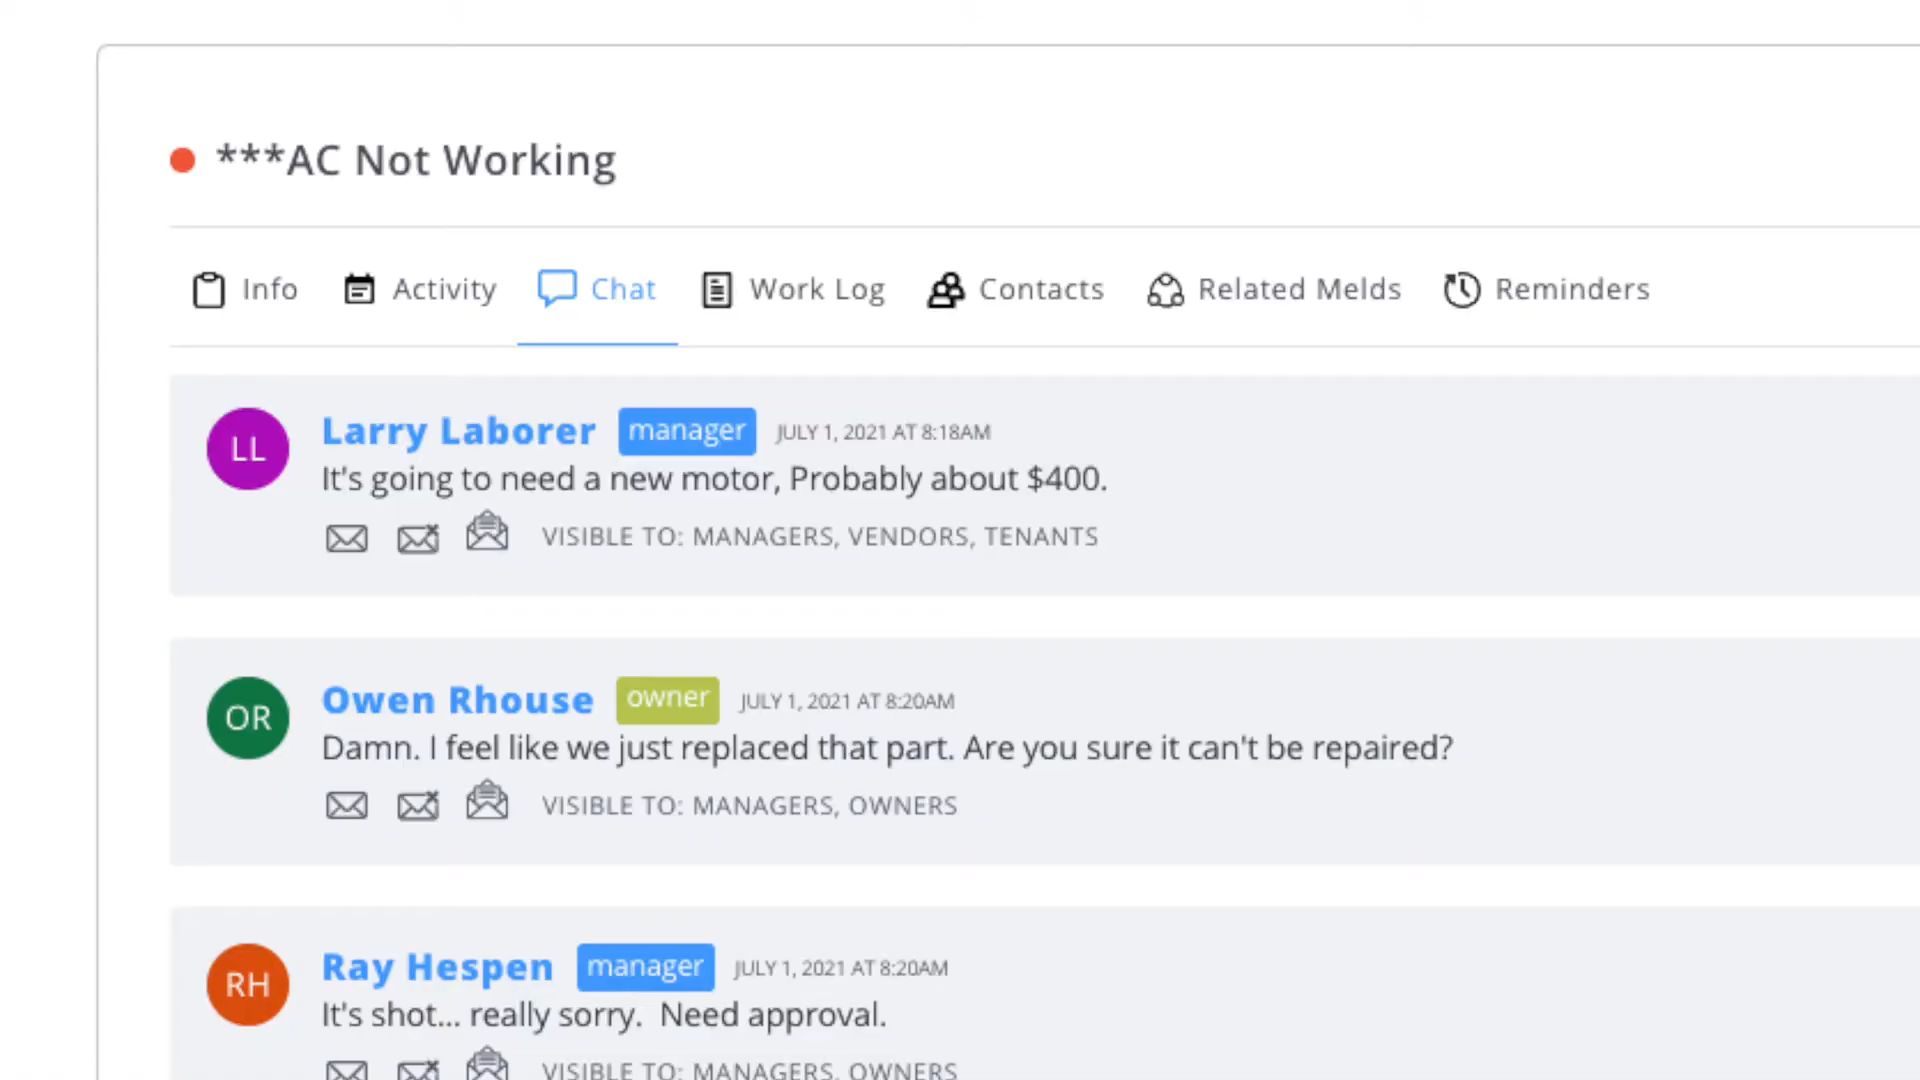 ***AC Not Working
Info Activity Chat Work Log Contacts Related Melds Reminders
LL Larry Laborer manager JULY 1, 2021 AT 8:18AM
It's going to need a new motor, Probably about $400.
VISIBLE TO: MANAGERS, VENDORS, TENANTS
OR Owen Rhouse owner JULY 1, 2021 AT 8:20AM
Damn. I feel like we just replaced that part. Are you sure it can't be repaired?
VISIBLE TO: MANAGERS, OWNERS
RH Ray Hespen manager JULY 1, 2021 AT 8:20AM
It's shot... really sorry.  Need approval.
VISIBLE TO: MANAGERS, OWNERS